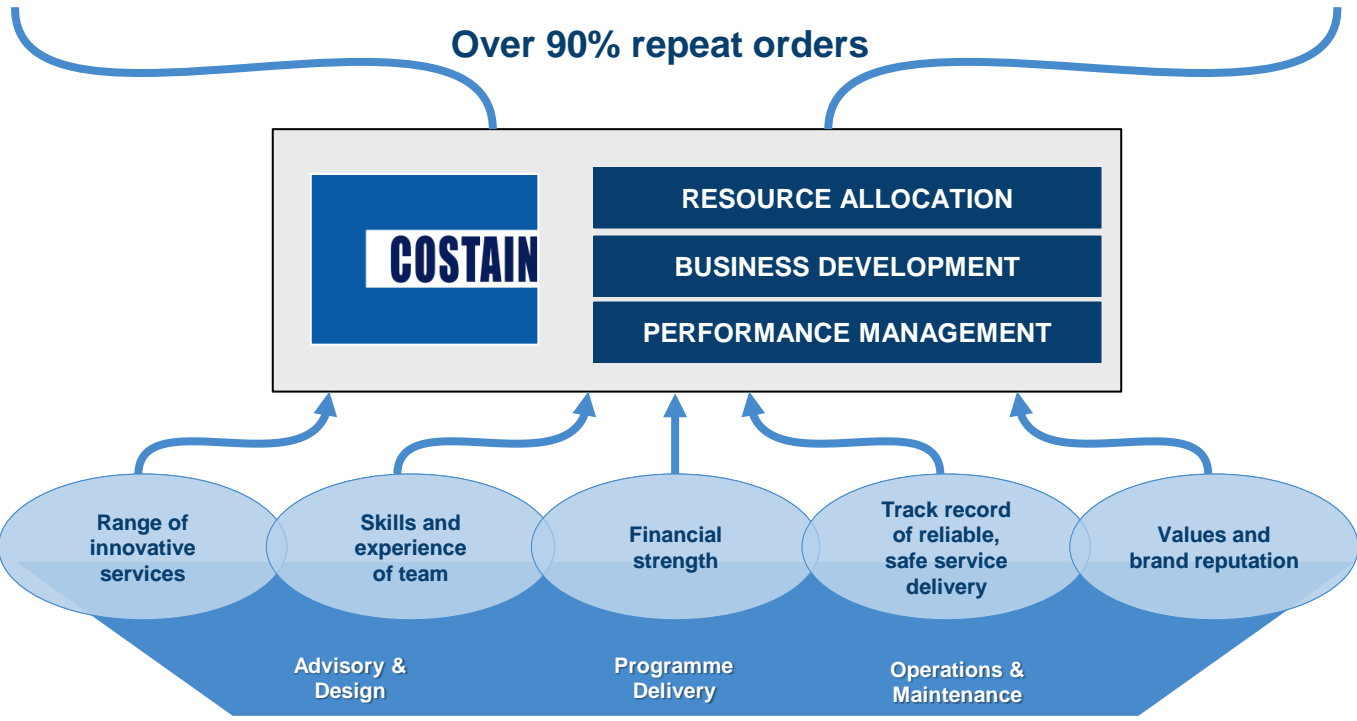 Over 90% repeat orders
COSTAIN
RESOURCE ALLOCATION
BUSINESS DEVELOPMENT
PERFORMANCE MANAGEMENT
Range of
innovative
services
Skills and
experience
of team
Financial
strength
Track record
of reliable,
safe service
delivery
Values and
brand reputation
Advisory &
Design
Programme
Delivery
Operations &
Maintenance